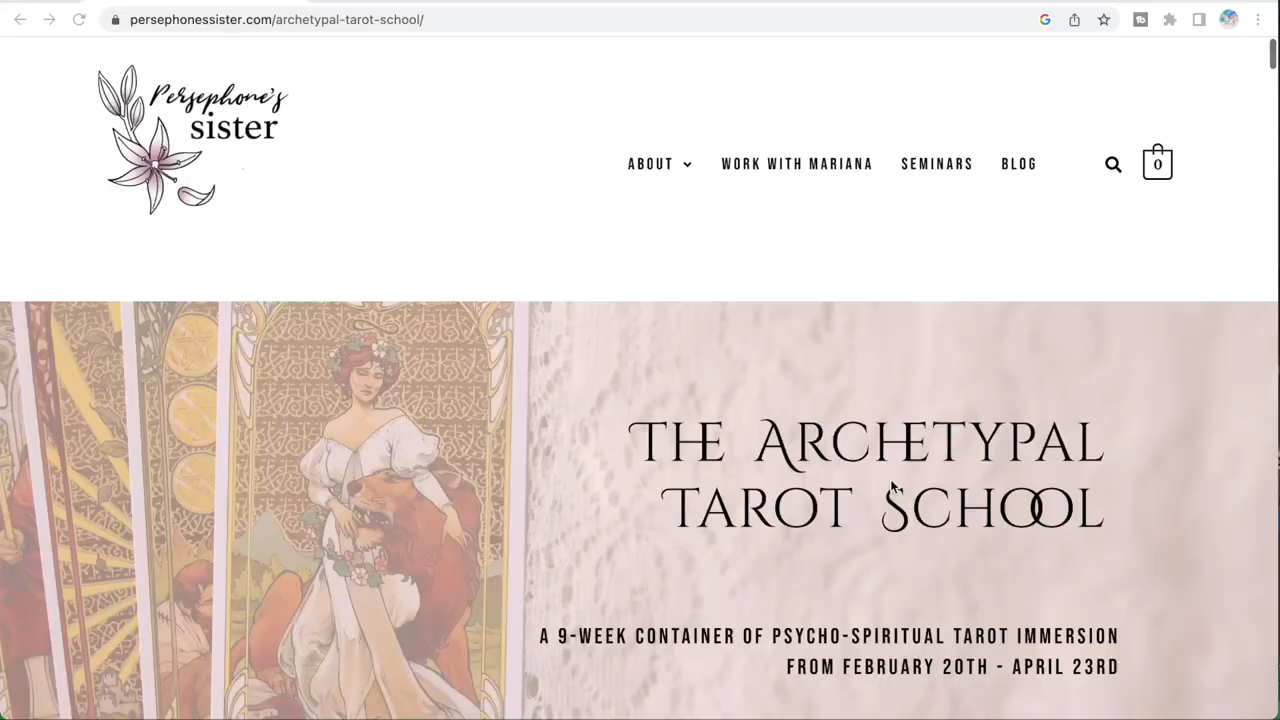 persephonessister.com/archetypal-tarot-school/
Persephone's
sister
ABOUT
WORK WITH MARIANA
SEMINARS
BLOG
0
THE ARCHETYPAL
TAROT SCHOOL
A 9-WEEK CONTAINER OF PSYCHO-SPIRITUAL TAROT IMMERSION
FROM FEBRUARY 20TH - APRIL 23RD